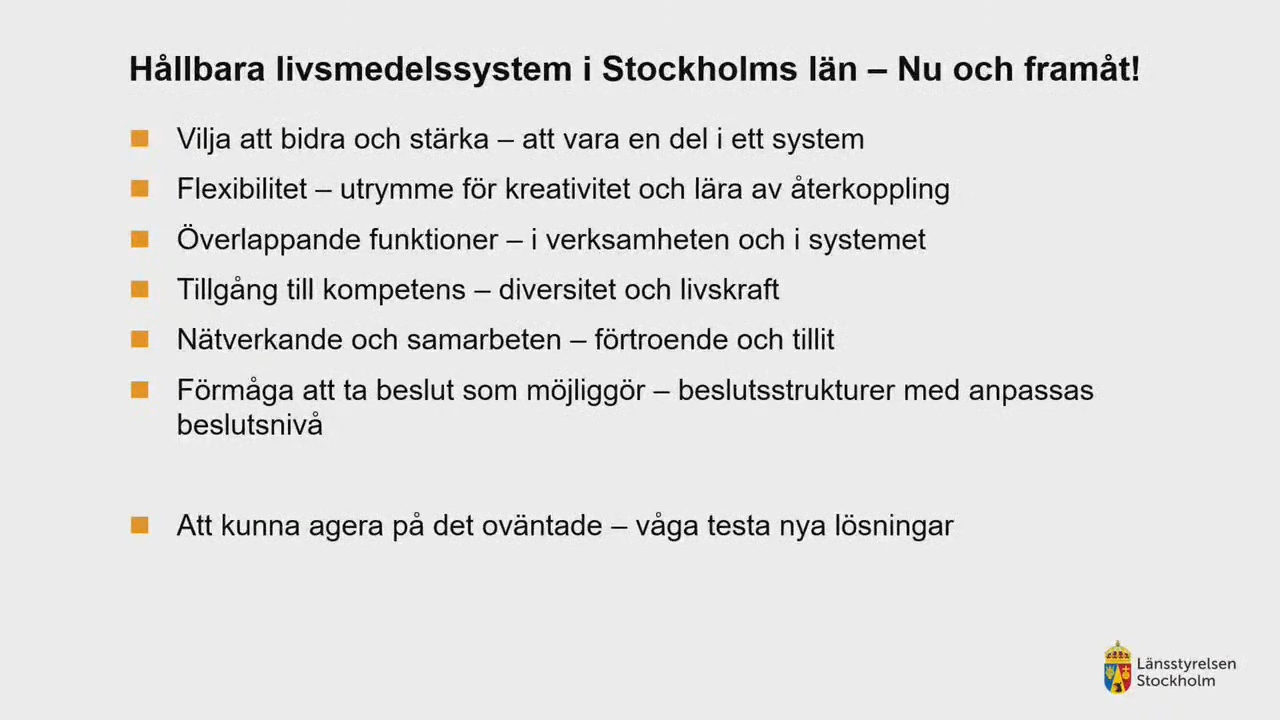 Hållbara livsmedelssystem i Stockholms län – Nu och framåt!
Vilja att bidra och stärka – att vara en del i ett system
Flexibilitet – utrymme för kreativitet och lära av återkoppling
Överlappande funktioner – i verksamheten och i systemet
Tillgång till kompetens – diversitet och livskraft
Nätverkande och samarbeten – förtroende och tillit
Förmåga att ta beslut som möjliggör – beslutsstrukturer med anpassas
beslutsnivå
Att kunna agera på det oväntade – våga testa nya lösningar
Länsstyrelsen
Stockholm